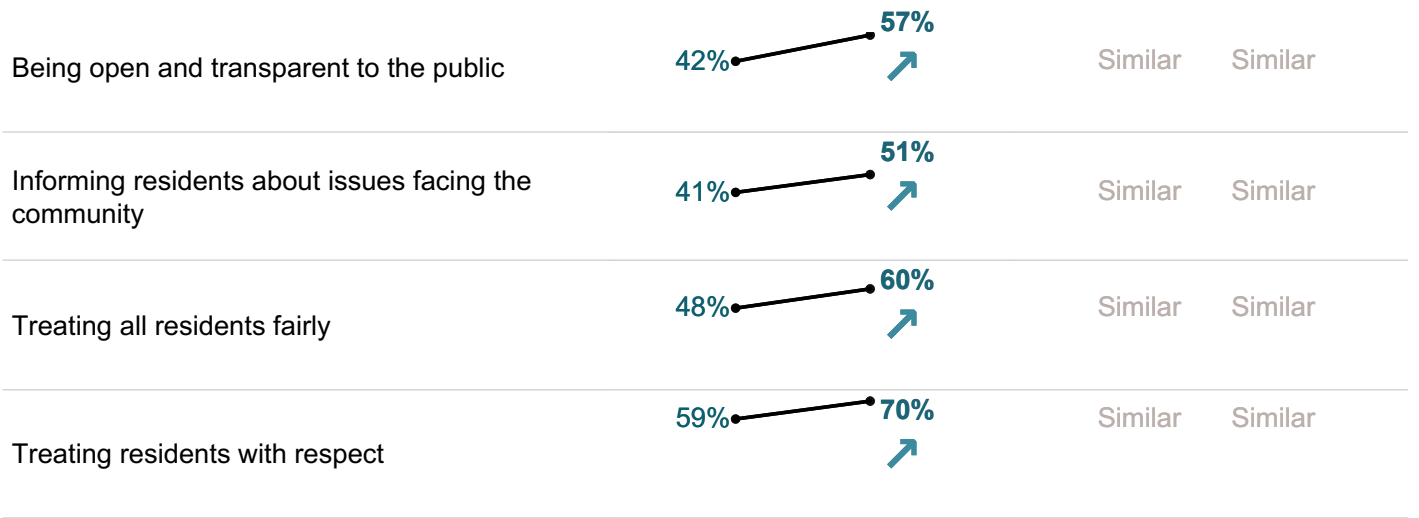 57%
Being open and transparent to the public 42% Similar Similar
51%
Informing residents about issues facing the
community 41% Similar Similar
60%
Treating all residents fairly 48% Similar Similar
Treating residents with respect 59% 70% Similar Similar